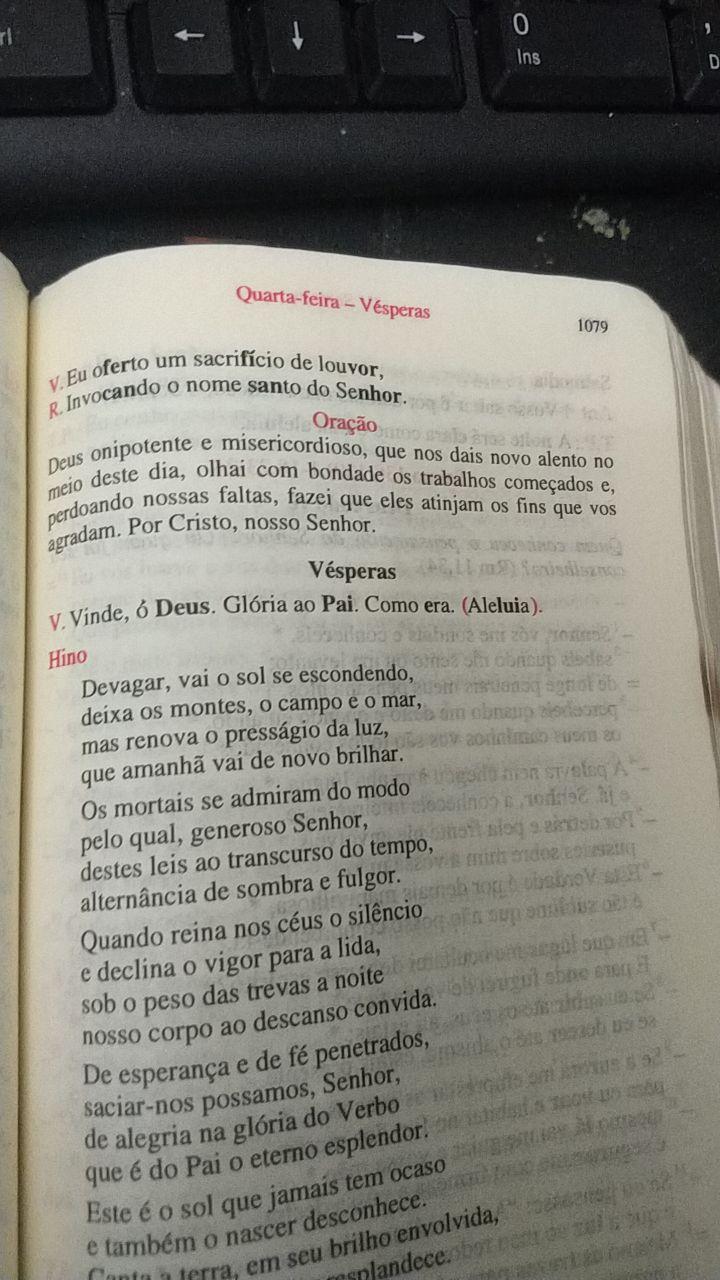 rl
←
↓
→
0
Ins
,
D
Quarta-feira – Vésperas
1079
V. Eu oferto um sacrifício de louvor,
R. Invocando o nome santo do Senhor.
Oração
Deus onipotente e misericordioso, que nos dais novo alento no
meio deste dia, olhai com bondade os trabalhos começados e,
perdoando nossas faltas, fazei que eles atinjam os fins que vos
agradam. Por Cristo, nosso Senhor.
Vésperas
V. Vinde, ó Deus. Glória ao Pai. Como era. (Aleluia).
Hino
Devagar, vai o sol se escondendo,
deixa os montes, o campo e o mar,
mas renova o presságio da luz,
que amanhã vai de novo brilhar.
Os mortais se admiram do modo
pelo qual, generoso Senhor,
destes leis ao transcurso do tempo,
alternância de sombra e fulgor.
Quando reina nos céus o silêncio
e declina o vigor para a lida,
sob o peso das trevas a noite
nosso corpo ao descanso convida.
De esperança e de fé penetrados,
saciar-nos possamos, Senhor,
de alegria na glória do Verbo
que é do Pai o eterno esplendor.
Este é o sol que jamais tem ocaso
e também o nascer desconhece.
Canta a terra, em seu brilho envolvida,
resplandece.